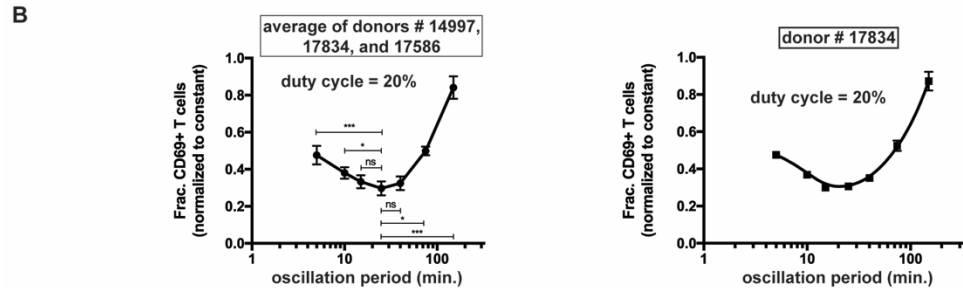 B
average of donors # 14997,
17834, and 17586
duty cycle = 20%
Frac. CD69+ T cells
(normalized to constant)
1.0
0.8
0.6
0.4
0.2
0.0
***
*
ns
ns
*
***
1
10
100
oscillation period (min.)
donor # 17834
duty cycle = 20%
Frac. CD69+ T cells
(normalized to constant)
1.0
0.8
0.6
0.4
0.2
0.0
1
10
100
oscillation period (min.)